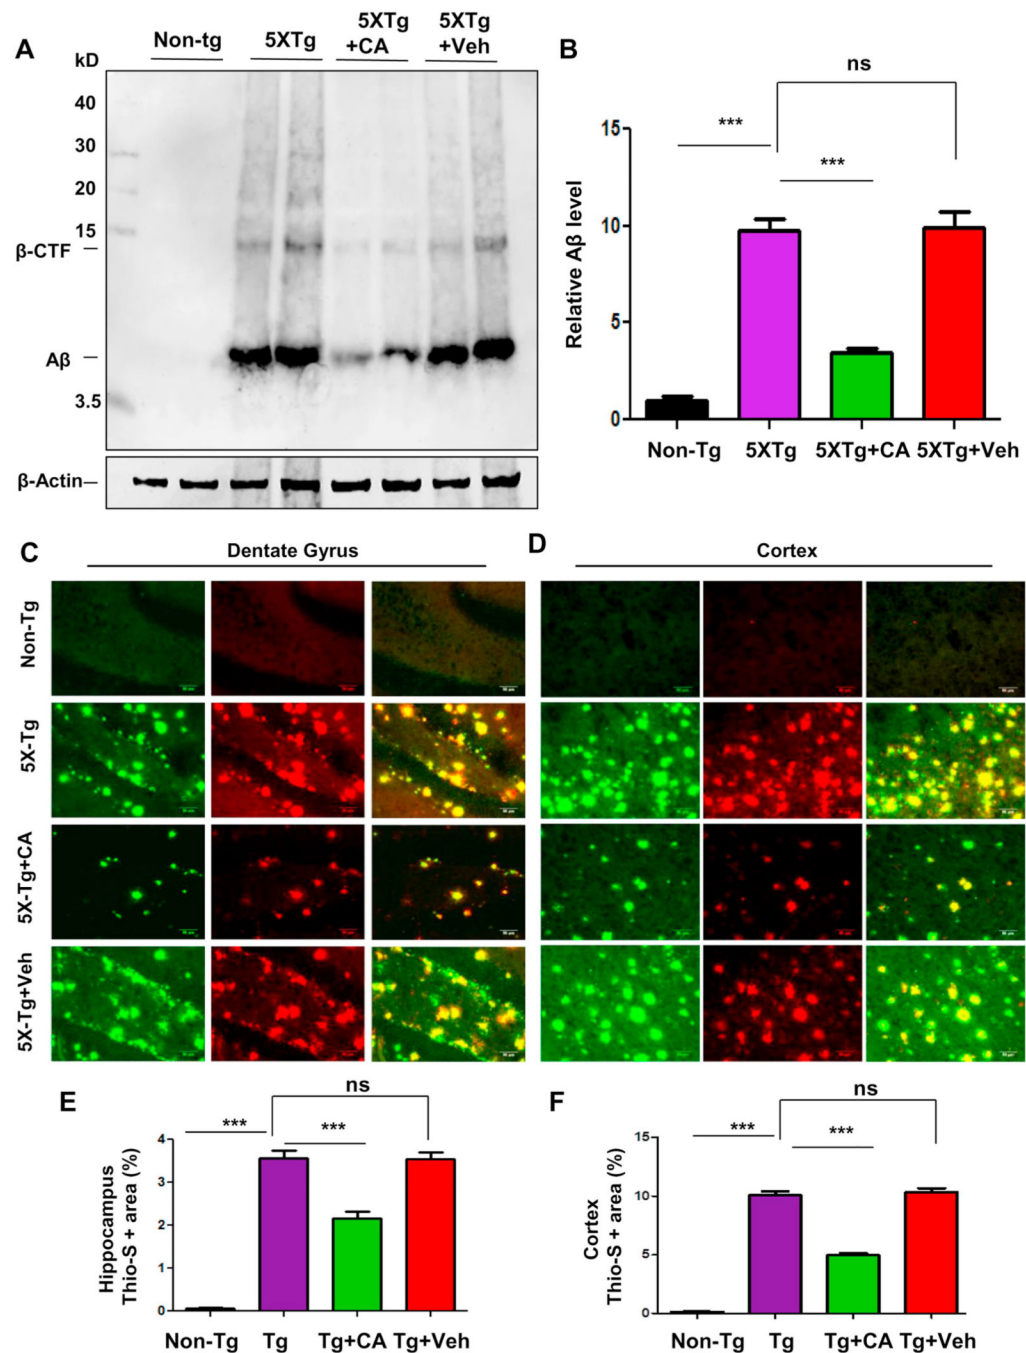 A
Non-tg
5XTg
5XTg
+CA
5XTg
+Veh
kD
40
30
20
15
β-CTF
Aβ
3.5
β-Actin
B
ns
***
***
15
10
5
0
Relative Aβ level
Non-Tg
5XTg
5XTg+CA
5XTg+Veh
C
Dentate Gyrus
D
Cortex
Non-Tg
5X-Tg
5X-Tg+CA
5X-Tg+Veh
E
ns
***
***
4
3
2
1
0
Hippocampus
Thio-S + area (%)
Non-Tg
Tg
Tg+CA
Tg+Veh
F
ns
***
***
15
10
5
0
Cortex
Thio-S + area (%)
Non-Tg
Tg
Tg+CA
Tg+Veh